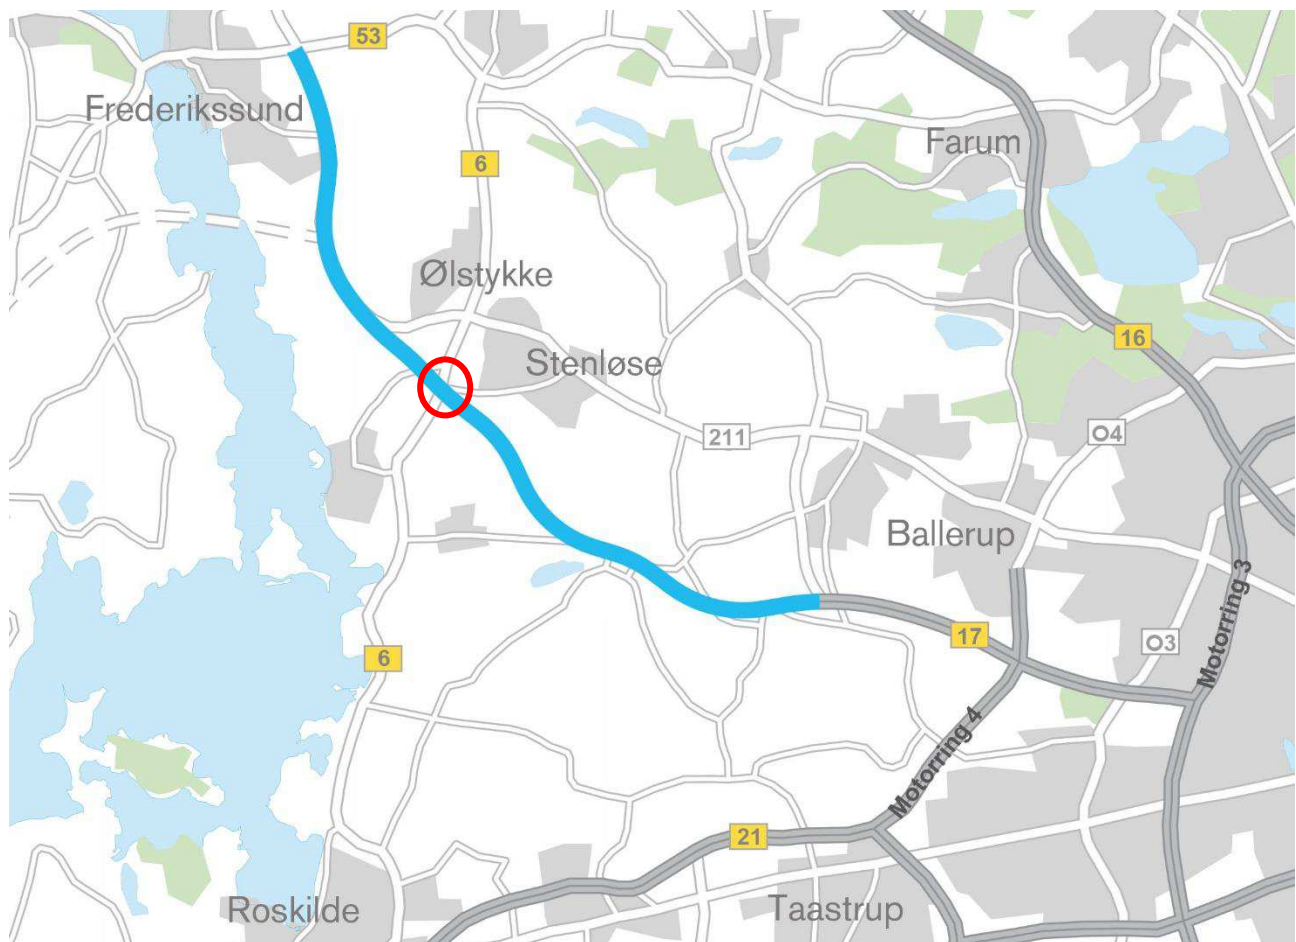 53
Frederikssund
Farum
6
Ølstykke
16
Stenløse
211
O4
Ballerup
Motorring 3
17
O3
6
Motorring 4
21
Roskilde
Taastrup